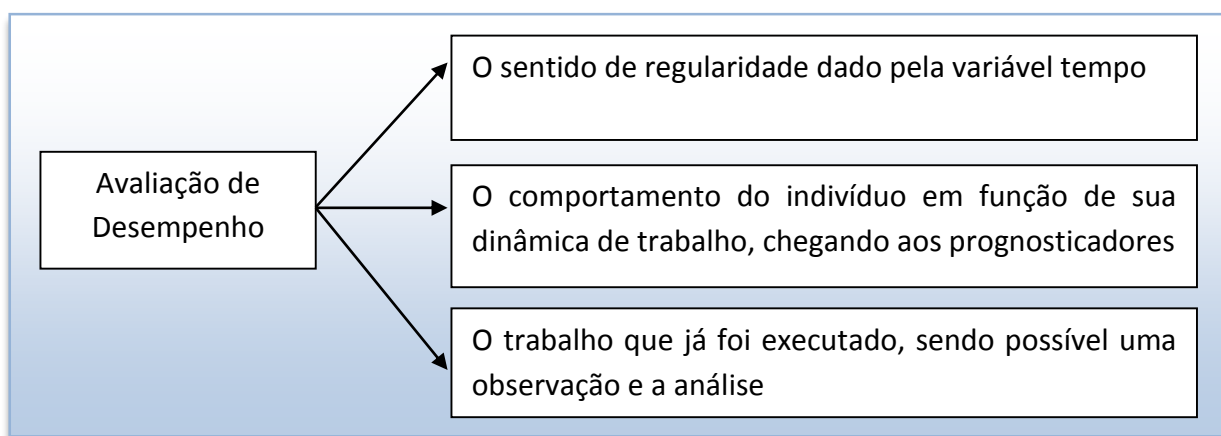 O sentido de regularidade dado pela variável tempo
Avaliação de
Desempenho
O comportamento do indivíduo em função de sua
dinâmica de trabalho, chegando aos prognosticadores
O trabalho que já foi executado, sendo possível uma
observação e a análise